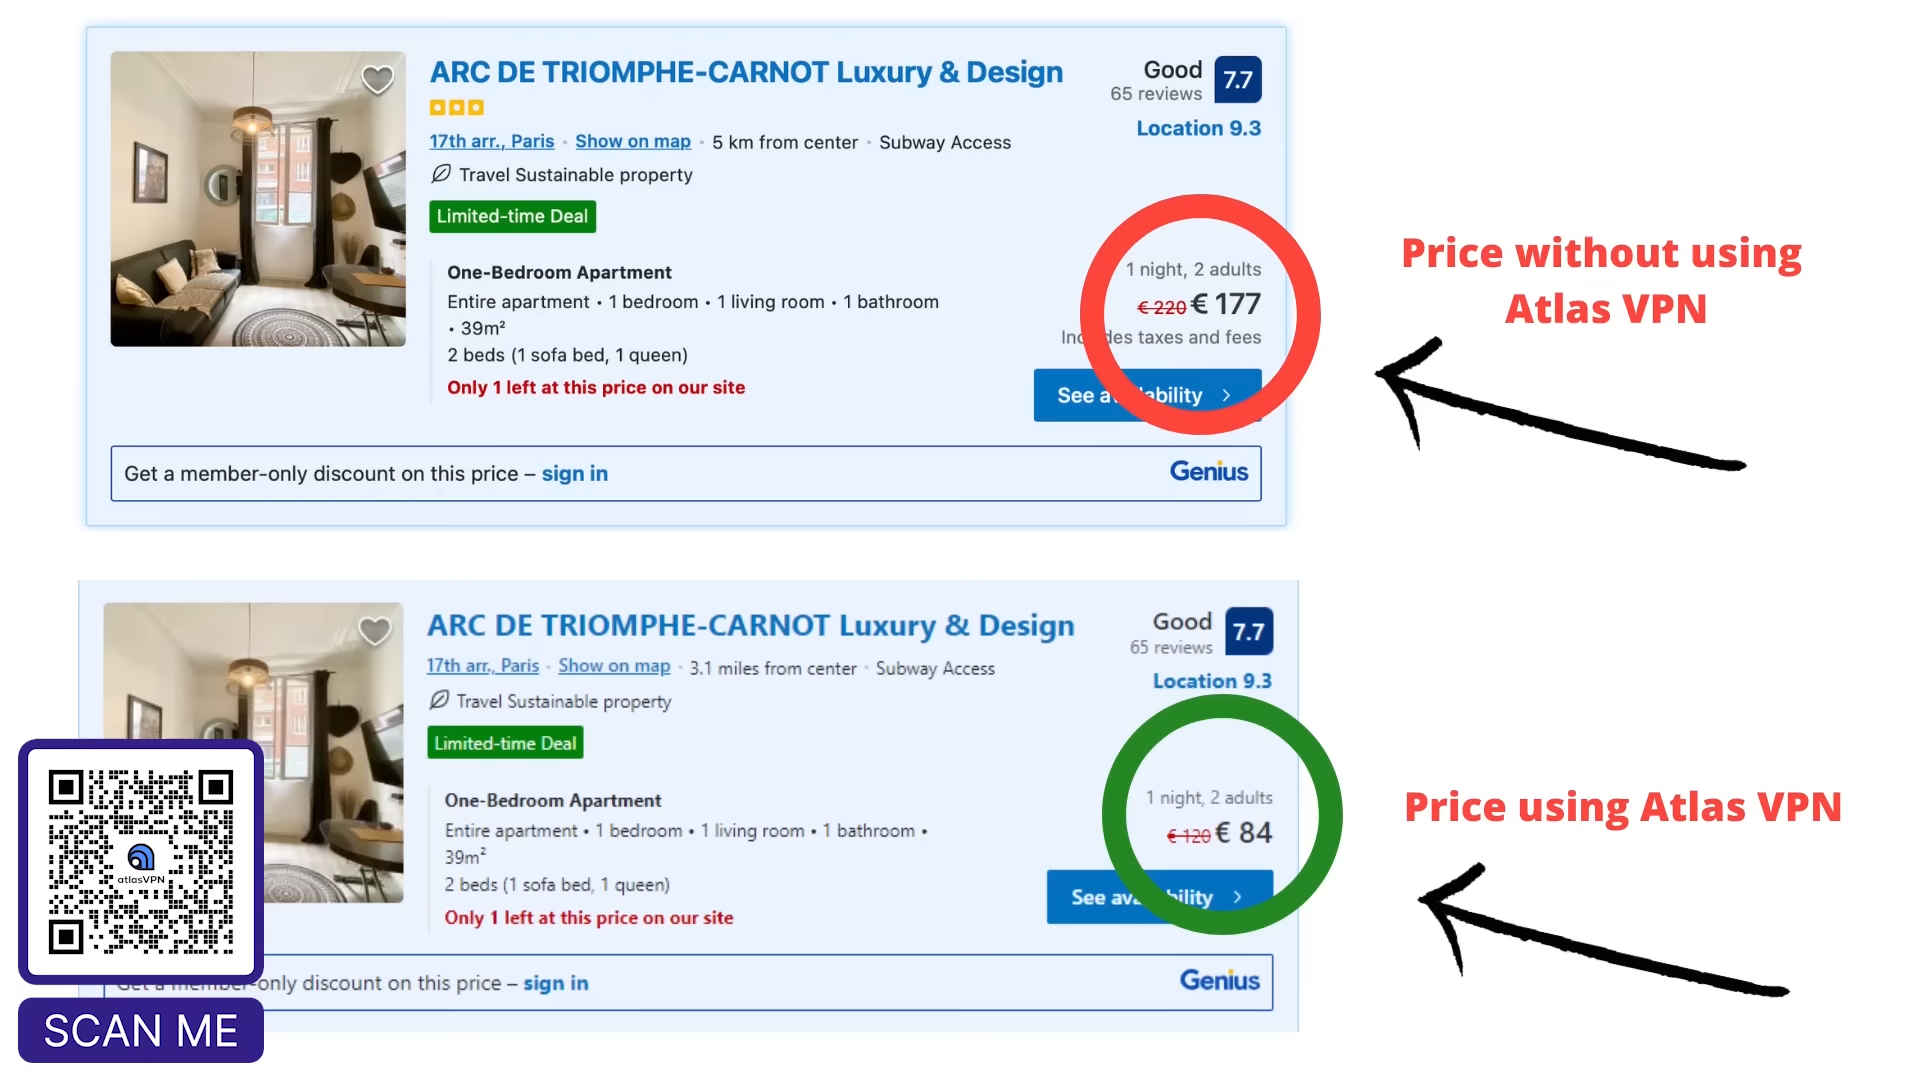 ARC DE TRIOMPHE-CARNOT Luxury & Design
Good
65 reviews
7.7
Location 9.3
17th arr., Paris · Show on map · 5 km from center · Subway Access
Travel Sustainable property
Limited-time Deal
One-Bedroom Apartment
Entire apartment • 1 bedroom • 1 living room • 1 bathroom
• 39m²
2 beds (1 sofa bed, 1 queen)
Only 1 left at this price on our site
1 night, 2 adults
€ 220 € 177
Includes taxes and fees
See availability
Get a member-only discount on this price – sign in
Genius
Price without using
Atlas VPN
ARC DE TRIOMPHE-CARNOT Luxury & Design
Good
65 reviews
7.7
Location 9.3
17th arr., Paris · Show on map · 3.1 miles from center · Subway Access
Travel Sustainable property
Limited-time Deal
One-Bedroom Apartment
Entire apartment • 1 bedroom • 1 living room • 1 bathroom •
39m²
2 beds (1 sofa bed, 1 queen)
Only 1 left at this price on our site
1 night, 2 adults
€ 120 € 84
See availability
Get a member-only discount on this price – sign in
Genius
Price using Atlas VPN
atlasVPN
SCAN ME